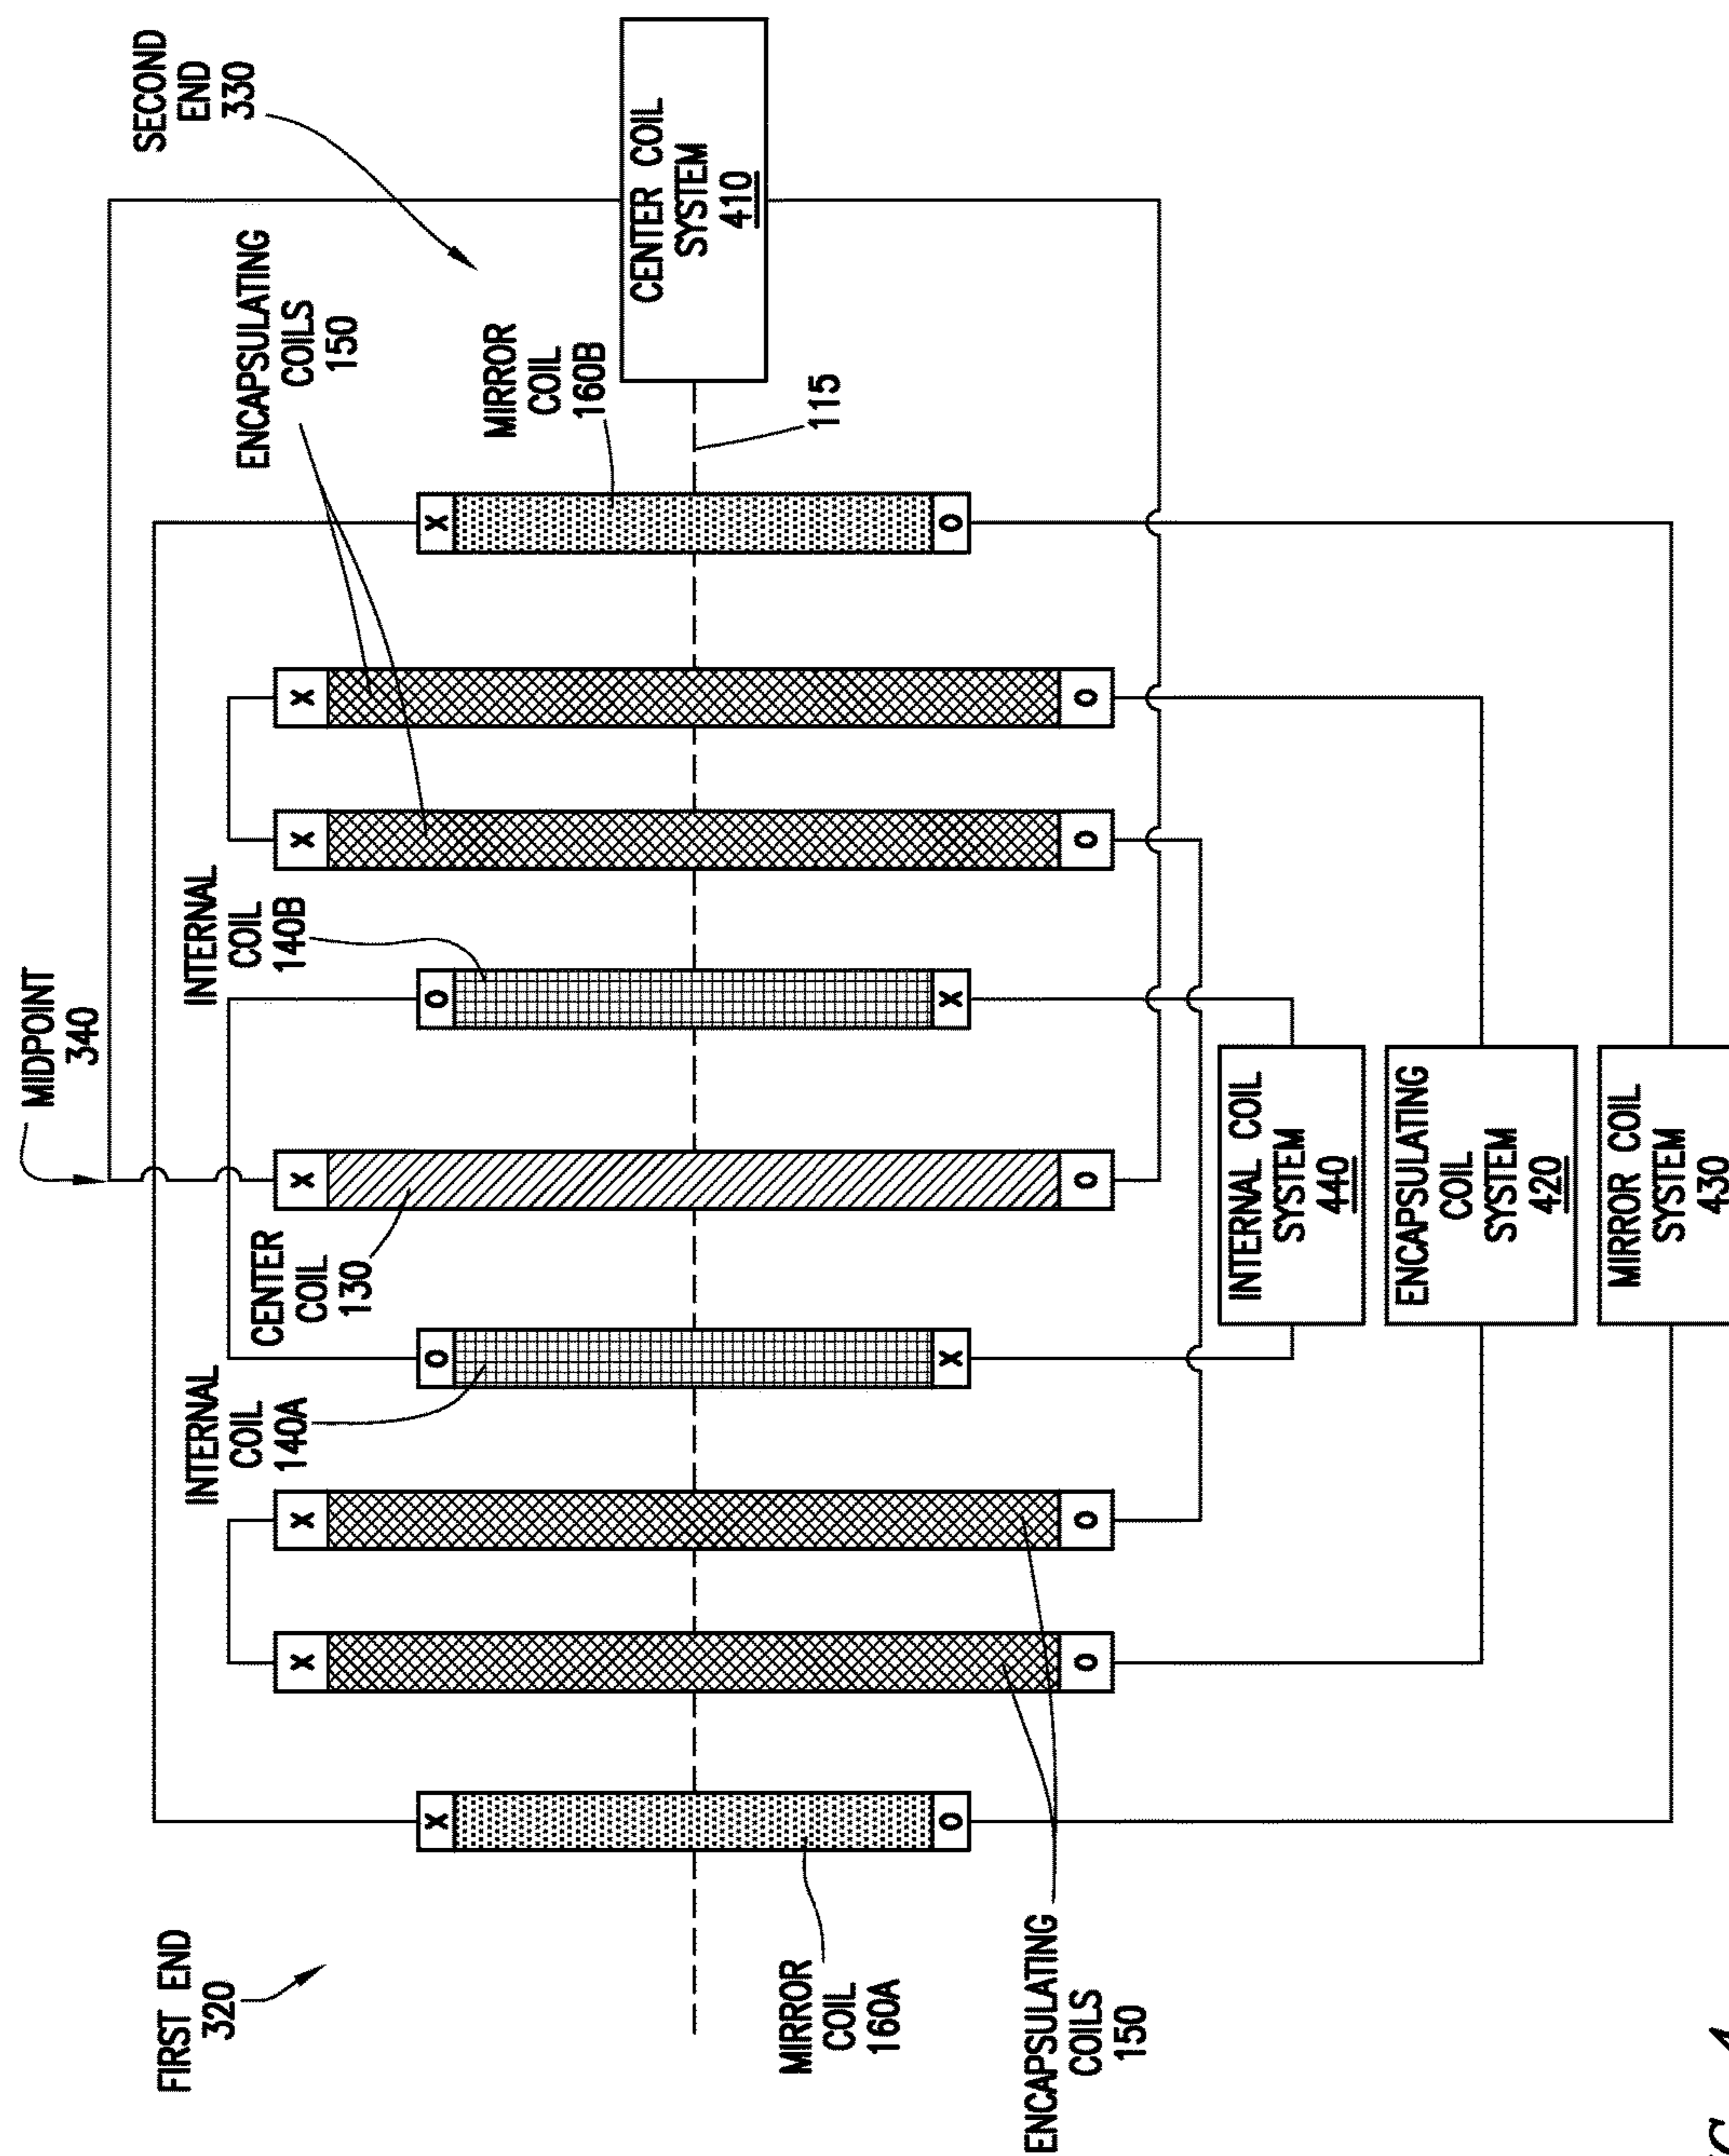 MIDPOINT
340
FIRST END
320
SECOND
END
330
INTERNAL
COIL
140A
CENTER
COIL
130
INTERNAL
COIL
140B
ENCAPSULATING
COILS
150
X
X
X
X
X
X
O
O
X
MIRROR
COIL
160B
CENTER COIL
SYSTEM
410
115
MIRROR
COIL
160A
O
X
X
O
O
O
O
O
O
ENCAPSULATING
COILS
150
INTERNAL COIL
SYSTEM
440
ENCAPSULATING
COIL
SYSTEM
420
MIRROR COIL
SYSTEM
430